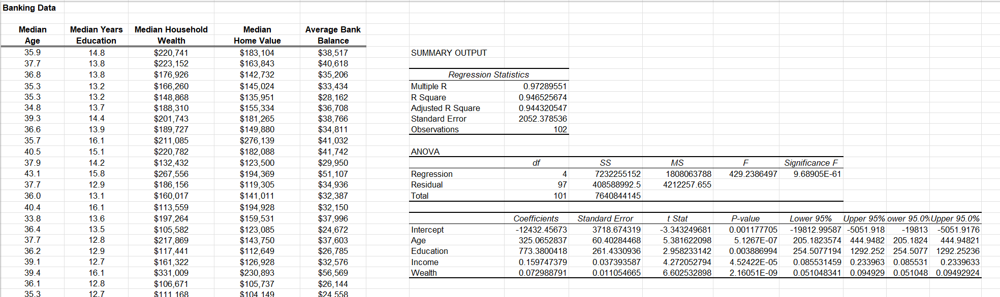 Banking Data
Median Median Years Median Household Median Average Bank
Age Education Wealth Home Value Balance
35.9 14.8 $220,741 $183,104 $38,517 SUMMARY OUTPUT
37.7 13.8 $223,152 $163,843 $40,618
36.8 13.8 $176,926 $142,732 $35,206 Regression Statistics
35.3 13.2 $166,260 $145,024 $33,434 Multiple R 0.97289551
35.3 13.2 $148,868 $135,951 $28,162 R Square 0.946525674
34.8 13.7 $188,310 $155,334 $36,708 Adjusted R Square 0.944320547
39.3 14.4 $201,743 $181,265 $38,766 Standard Error 2052.378536
36.6 13.9 $189,727 $149,880 $34,811 Observations 102
35.7 16.1 $211,085 $276,139 $41,032
40.5 15.1 $220,782 $182,088 $41,742 ANOVA
37.9 14.2 $132,432 $123,500 $29,950 df SS MS F Significance F
43.1 15.8 $267,556 $194,369 $51,107 Regression 4 7232255152 1808063788 429.2386497 9.68905E-61
37.7 12.9 $186,156 $119,305 $34,936 Residual 97 408588992.5 4212257.655
36.0 13.1 $160,017 $141,011 $32,387 Total 101 7640844145
40.4 16.1 $113,559 $194,928 $32,150
33.8 13.6 $197,264 $159,531 $37,996 Coefficients Standard Error t Stat P-value Lower 95% Upper 95% ower 95.0% Upper 95.0%
36.4 13.5 $105,582 $123,085 $24,672 Intercept -12432.45673 3718.674319 -3.343249681 0.001177705 -19812.99587 -5051.918 -19813 -5051.9176
37.7 12.8 $217,869 $143,750 $37,603 Age 325.0652837 60.40284468 5.381622098 5.1267E-07 205.1823574 444.9482 205.1824 444.94821
36.2 12.9 $117,441 $112,649 $26,785 Education 773.3800418 261.4330936 2.958233142 0.003886994 254.5077194 1292.252 254.5077 1292.25236
39.1 12.7 $161,322 $126,928 $32,576 Income 0.159747379 0.037393587 4.272052794 4.52422E-05 0.085531459 0.233963 0.085531 0.2339633
39.4 16.1 $331,009 $230,893 $56,569 Wealth 0.072988791 0.011054665 6.602532898 2.16051E-09 0.051048341 0.094929 0.051048 0.09492924
36.1 12.8 $106,671 $105,737 $26,144
35.3 12.7 $111,168 $104,149 $24,558